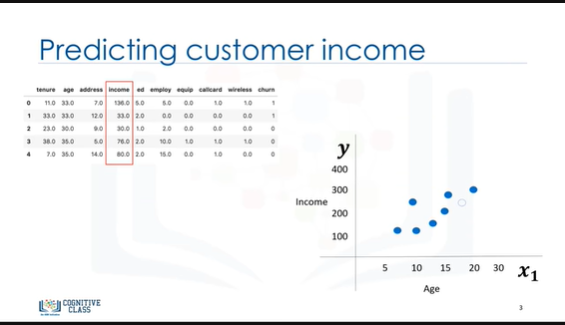 Predicting customer income
tenure age address income ed employ equip callcard wireless churn
0 11.0 33.0 7.0 136.0 5.0 5.0 0.0 1.0 1.0 1
1 33.0 33.0 12.0 33.0 2.0 0.0 0.0 0.0 0.0 1
2 23.0 30.0 9.0 30.0 1.0 2.0 0.0 0.0 0.0 0
3 38.0 35.0 5.0 76.0 2.0 10.0 1.0 1.0 1.0 0
4 7.0 35.0 14.0 80.0 2.0 15.0 0.0 1.0 0.0 0
y
400
300
Income
200
100
5 10 15 20 30 x1
Age
COGNITIVE
CLASS
3